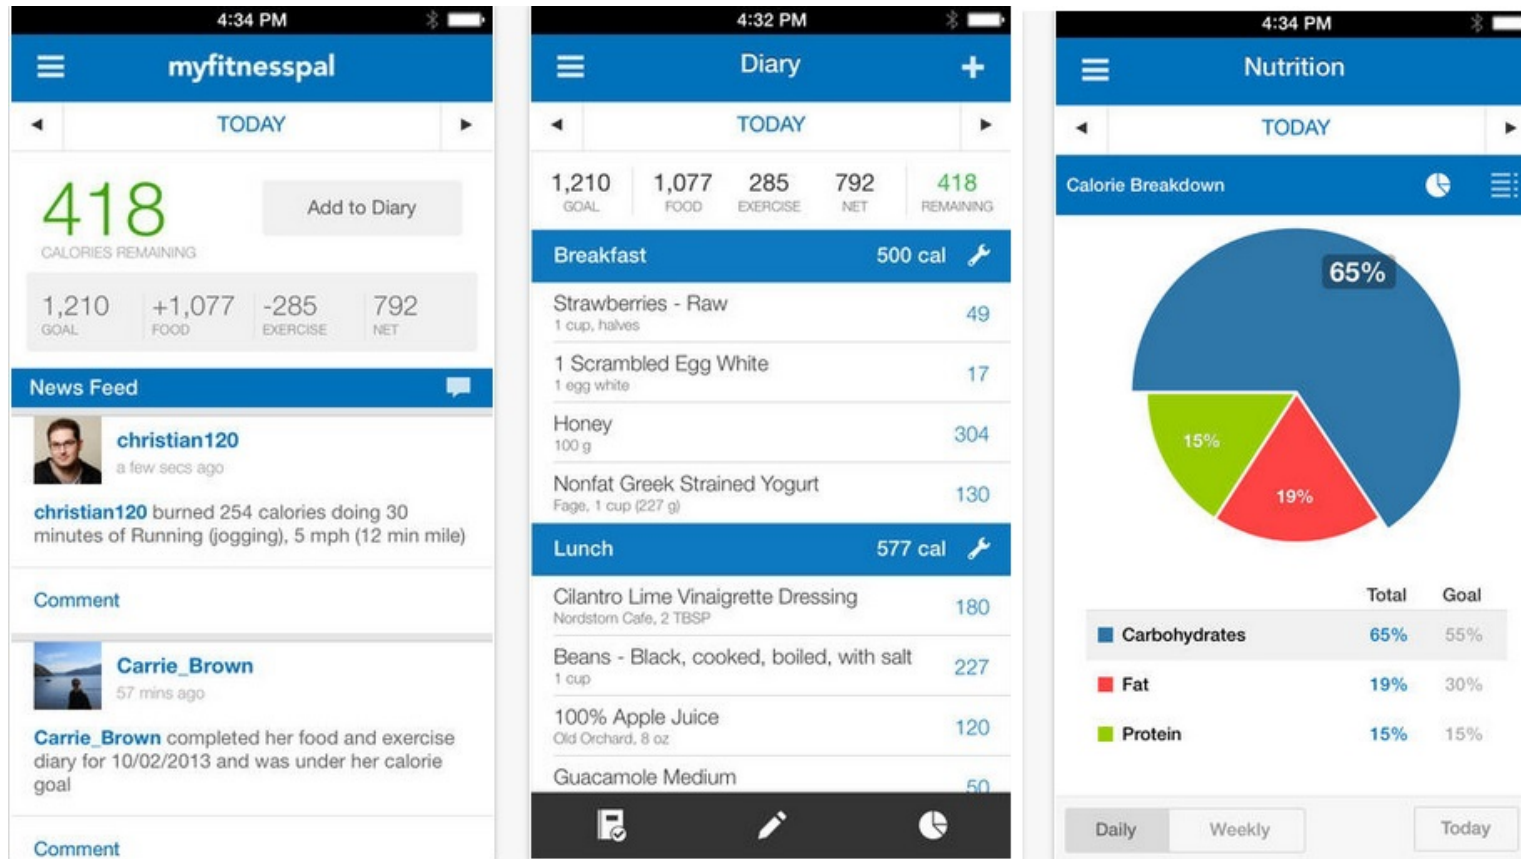 4:34 PM
myfitnesspal
TODAY
418
CALORIES REMAINING
Add to Diary
1,210 +1,077 -285 792
GOAL FOOD EXERCISE NET
News Feed
christian120
a few secs ago
christian120 burned 254 calories doing 30
minutes of Running (jogging), 5 mph (12 min mile)
Comment
Carrie_Brown
57 mins ago
Carrie_Brown completed her food and exercise
diary for 10/02/2013 and was under her calorie
goal
Comment
4:32 PM
Diary
TODAY
1,210 1,077 285 792 418
GOAL FOOD EXERCISE NET REMAINING
Breakfast 500 cal
Strawberries - Raw 49
1 cup, halves
1 Scrambled Egg White 17
1 egg white
Honey 304
100 g
Nonfat Greek Strained Yogurt 130
Fage, 1 cup (227 g)
Lunch 577 cal
Cilantro Lime Vinaigrette Dressing 180
Nordstorn Cafe, 2 TBSP
Beans - Black, cooked, boiled, with salt 227
1 cup
100% Apple Juice 120
Old Orchard, 8 oz
Guacamole Medium 50
4:34 PM
Nutrition
TODAY
Calorie Breakdown
65%
15%
19%
Total Goal
Carbohydrates 65% 55%
Fat 19% 30%
Protein 15% 15%
Daily Weekly Today